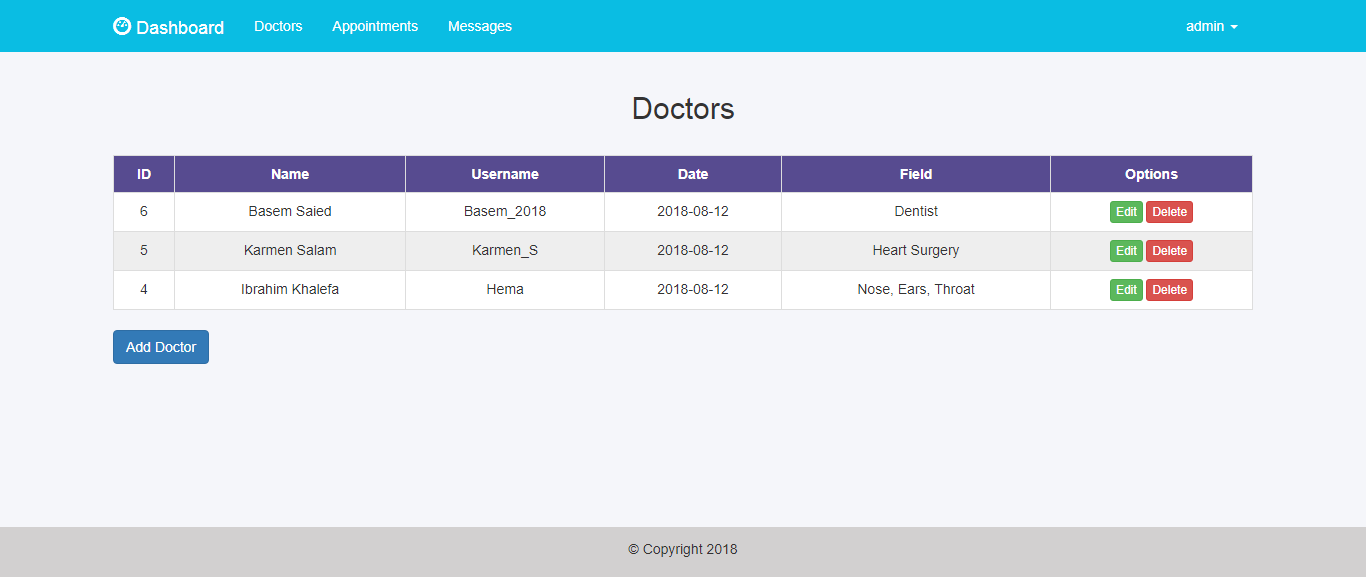 Dashboard Doctors Appointments Messages admin
Doctors
ID Name Username Date Field Options
6 Basem Saied Basem_2018 2018-08-12 Dentist Edit Delete
5 Karmen Salam Karmen_S 2018-08-12 Heart Surgery Edit Delete
4 Ibrahim Khalefa Hema 2018-08-12 Nose, Ears, Throat Edit Delete
Add Doctor
© Copyright 2018